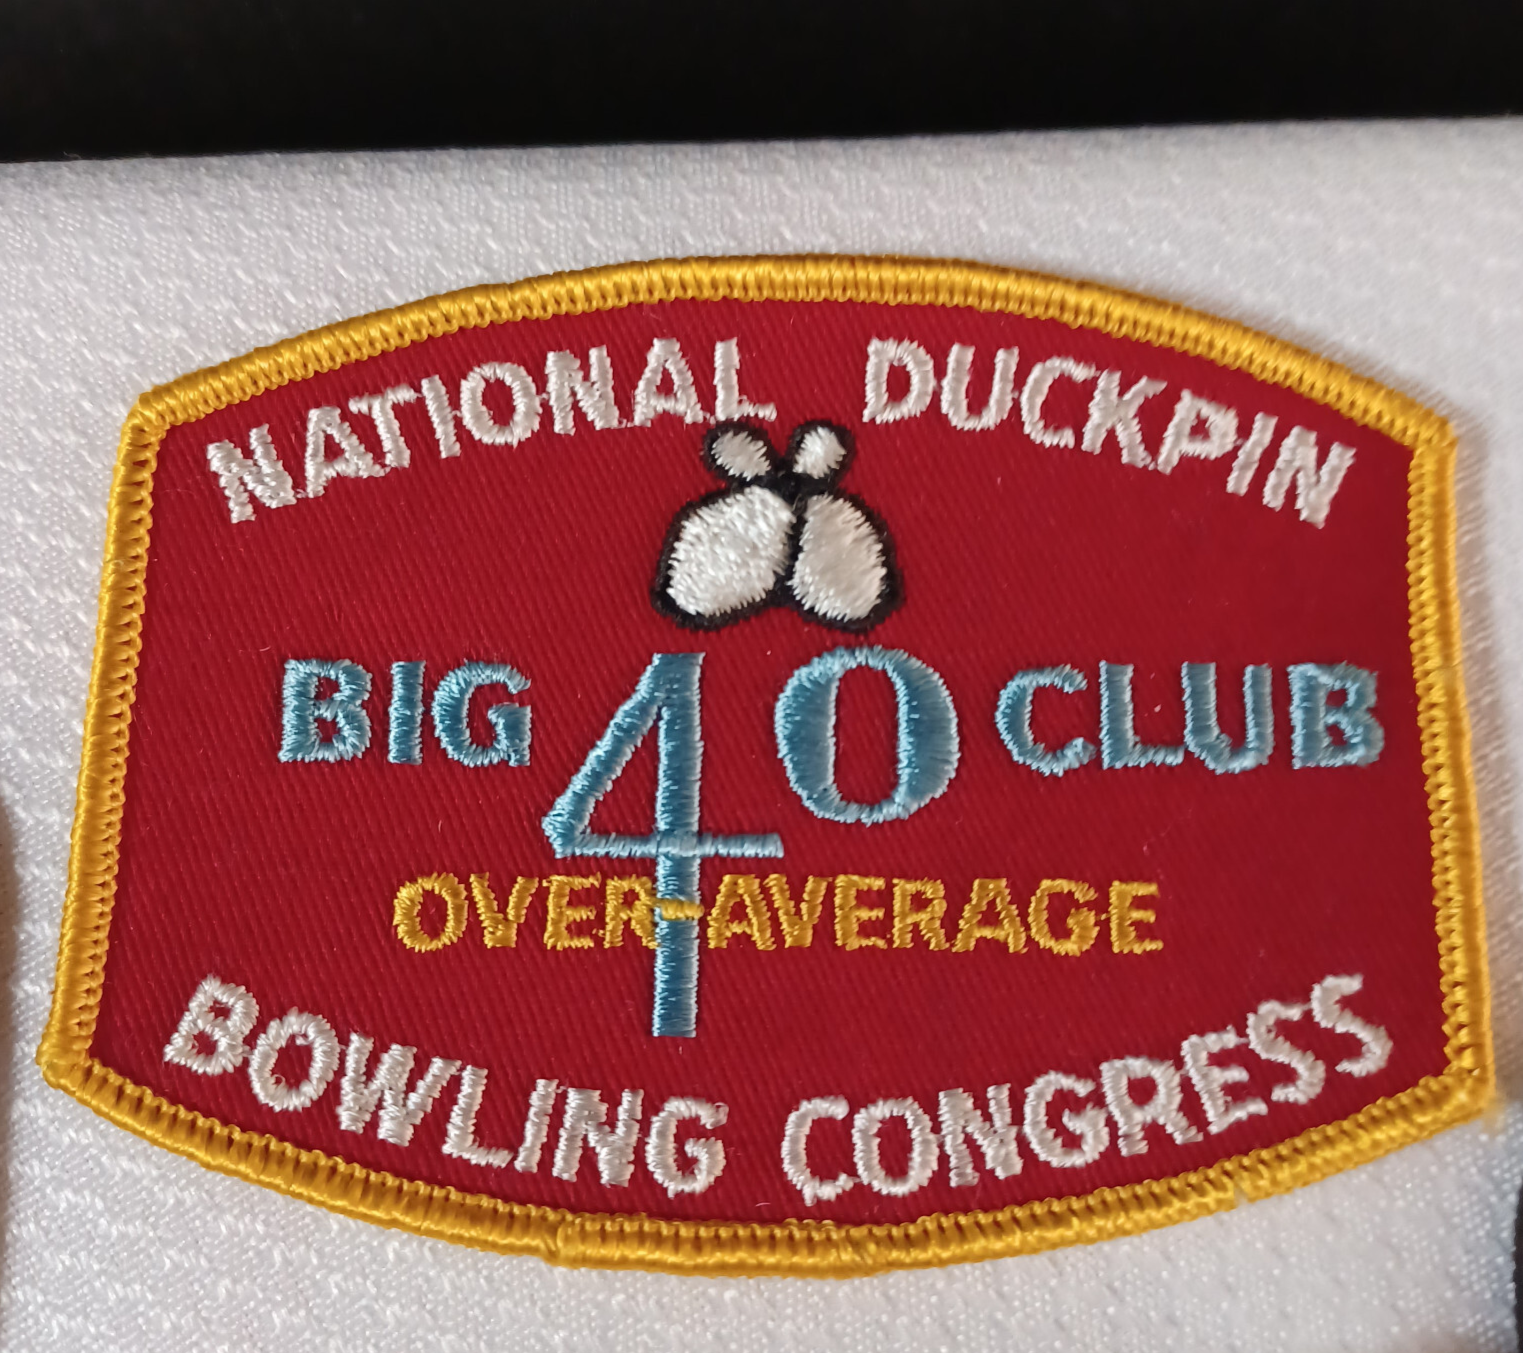 NATIONAL DUCKPIN
BIG 40 CLUB
OVER-AVERAGE
BOWLING CONGRESS